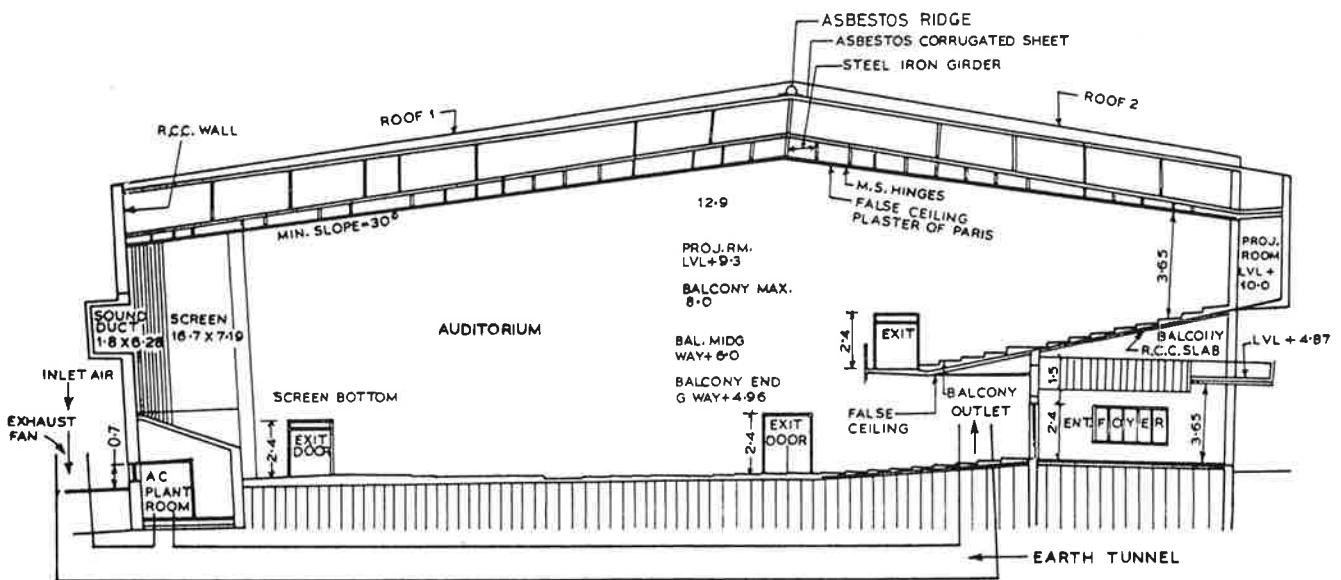 ASBESTOS RIDGE
ASBESTOS CORRUGATED SHEET
STEEL IRON GIRDER
ROOF 1
ROOF 2
R.C.C. WALL
M.S. HINGES
FALSE CEILING
PLASTER OF PARIS
MIN. SLOPE=30°
12.9
PROJ. RM.
LVL+9.3
BALCONY MAX.
8.0
BAL. MIDG
WAY+6.0
BALCONY END
G WAY+4.96
3.65
PROJ.
ROOM
LVL+
10.0
SOUND
DUCT
1.8 X 6.28
SCREEN
16.7 X 7.19
AUDITORIUM
2.4
EXIT
BALCONY
R.C.C. SLAB
LVL + 4.87
INLET AIR
EXHAUST
FAN
0.7
SCREEN BOTTOM
2.4
EXIT
DOOR
2.4
EXIT
DOOR
FALSE
CEILING
BALCONY
OUTLET
1.5
2.4
ENT. FOYER
3.65
AC
PLANT
ROOM
EARTH TUNNEL